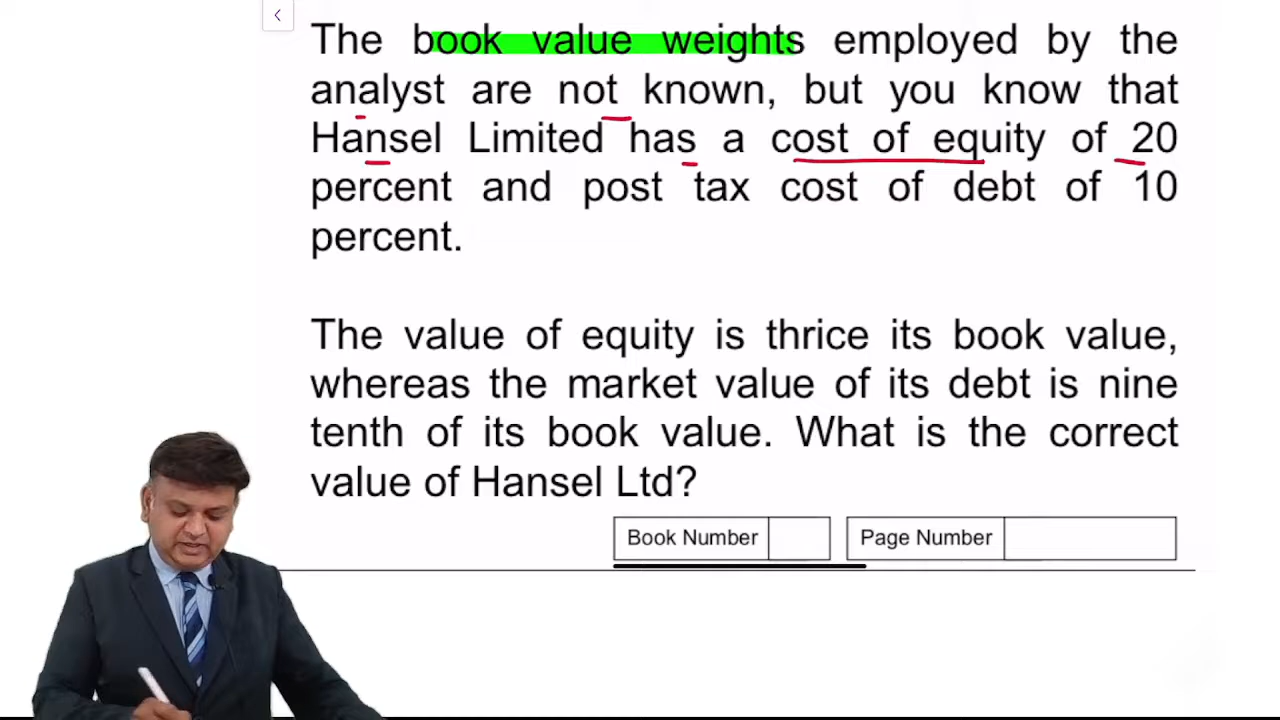 The book value weights employed by the
analyst are not known, but you know that
Hansel Limited has a cost of equity of 20
percent and post tax cost of debt of 10
percent.
The value of equity is thrice its book value,
whereas the market value of its debt is nine
tenth of its book value. What is the correct
value of Hansel Ltd?
Book Number
Page Number